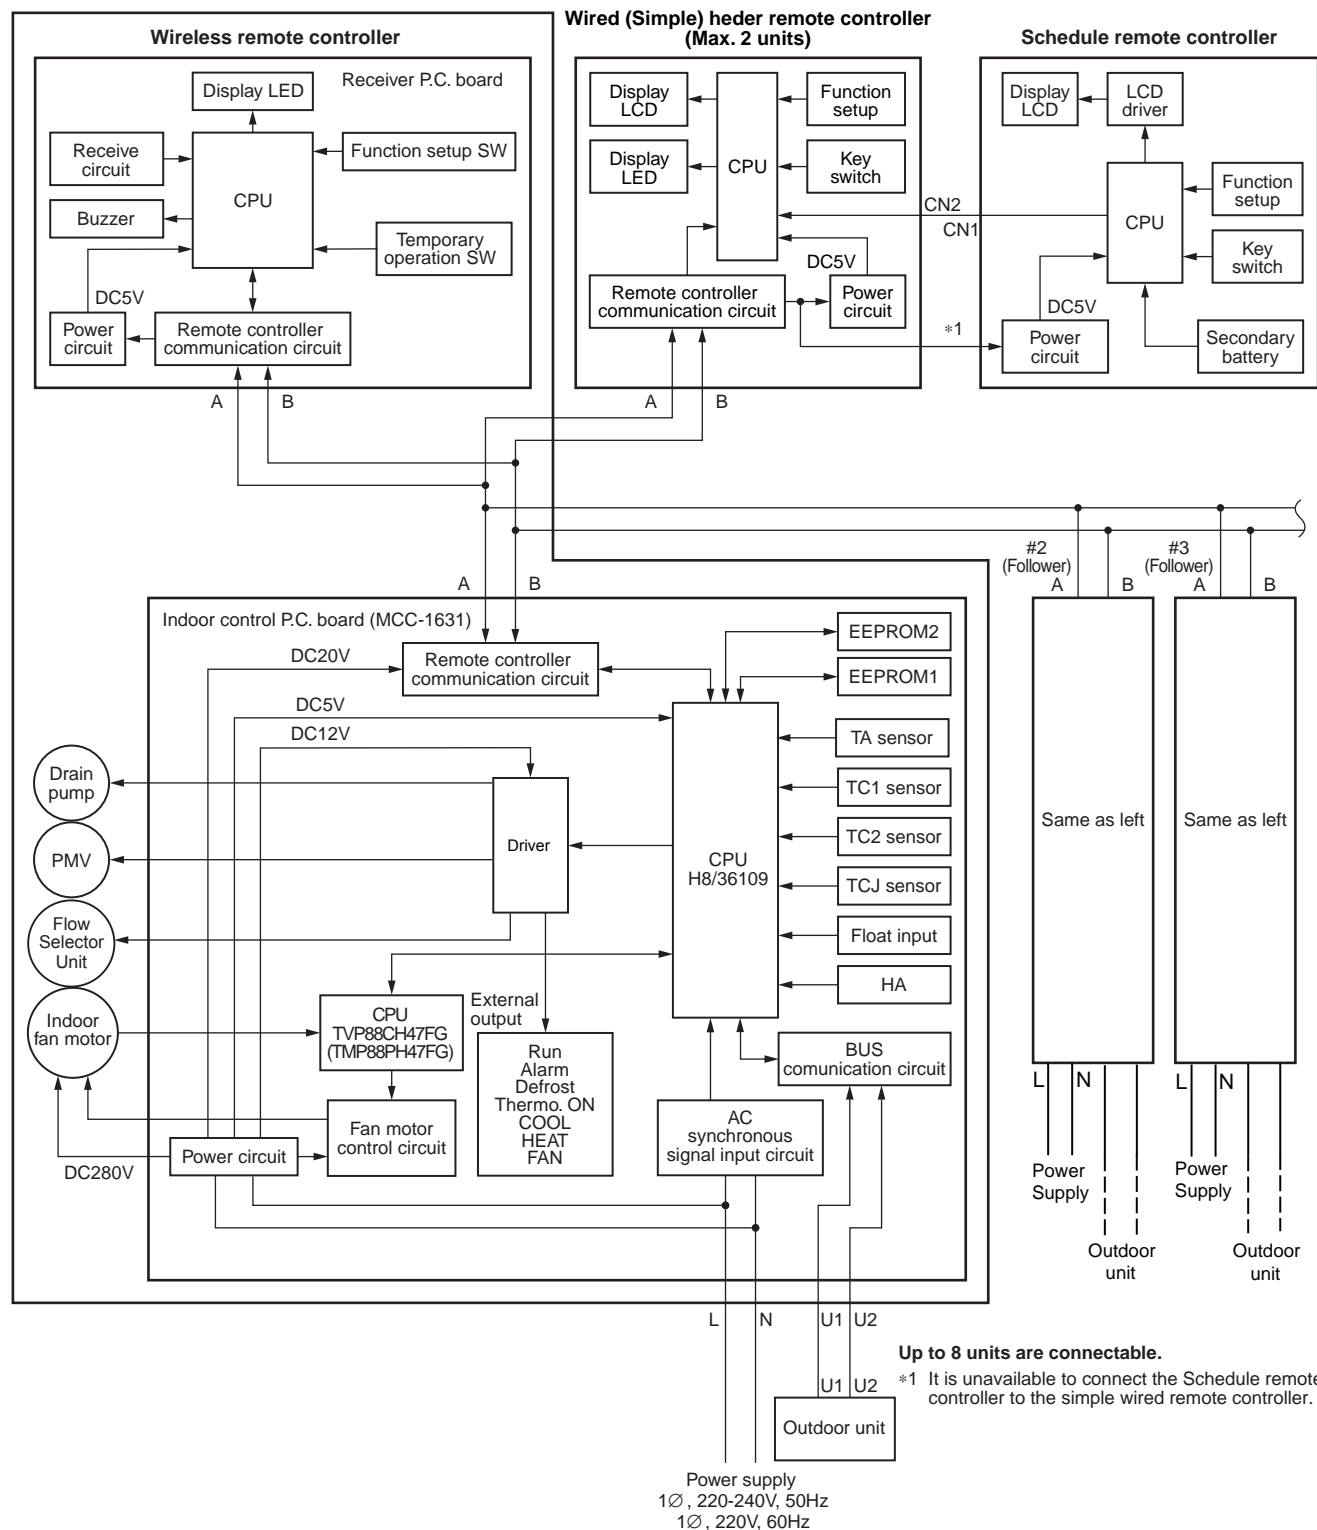 Wired (Simple) heder remote controller
(Max. 2 units)
Wireless remote controller
Schedule remote controller
Receiver P.C. board
Display LED
Receive
circuit
Function setup SW
CPU
Buzzer
Temporary
operation SW
DC5V
Power
circuit
Remote controller
communication circuit
A
B
Display
LCD
Function
setup
Display
LED
CPU
Key
switch
CN2
CN1
DC5V
Remote controller
communication circuit
Power
circuit
∗1
A
B
Display
LCD
LCD
driver
Function
setup
CPU
Key
switch
DC5V
Power
circuit
Secondary
battery
#2
(Follower)
A
B
#3
(Follower)
A
B
A
B
Indoor control P.C. board (MCC-1631)
DC20V
Remote controller
communication circuit
EEPROM2
EEPROM1
DC5V
DC12V
TA sensor
Drain
pump
TC1 sensor
Same as left
Same as left
TC2 sensor
Driver
PMV
CPU
H8/36109
TCJ sensor
Flow
Selector
Unit
Float input
HA
Indoor
fan motor
CPU
TVP88CH47FG
(TMP88PH47FG)
External
output
Run
Alarm
Defrost
Thermo. ON
COOL
HEAT
FAN
BUS
comunication circuit
AC
synchronous
signal input circuit
Fan motor
control circuit
Power circuit
DC280V
L
N
Power
Supply
Outdoor
unit
L
N
Power
Supply
Outdoor
unit
L
N
U1
U2
Up to 8 units are connectable.
∗1 It is unavailable to connect the Schedule remote
controller to the simple wired remote controller.
U1
U2
Outdoor unit
Power supply
1∅, 220-240V, 50Hz
1∅, 220V, 60Hz